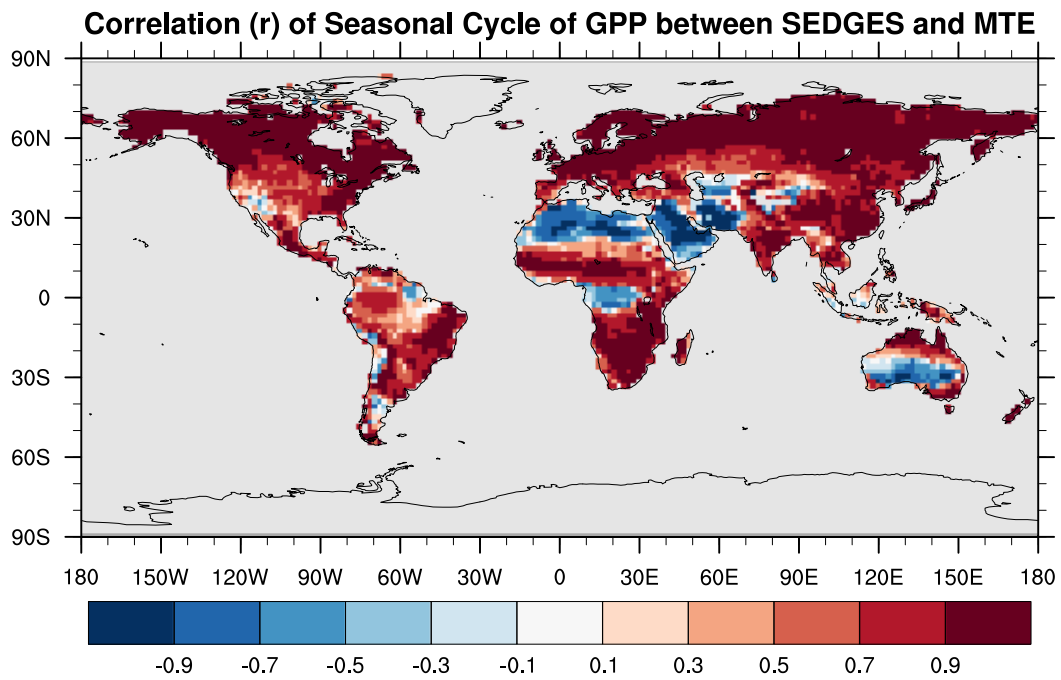 Correlation (r) of Seasonal Cycle of GPP between SEDGES and MTE
90N
60N
30N
0
30S
60S
90S
180 150W 120W 90W 60W 30W 0 30E 60E 90E 120E 150E 180
-0.9 -0.7 -0.5 -0.3 -0.1 0.1 0.3 0.5 0.7 0.9